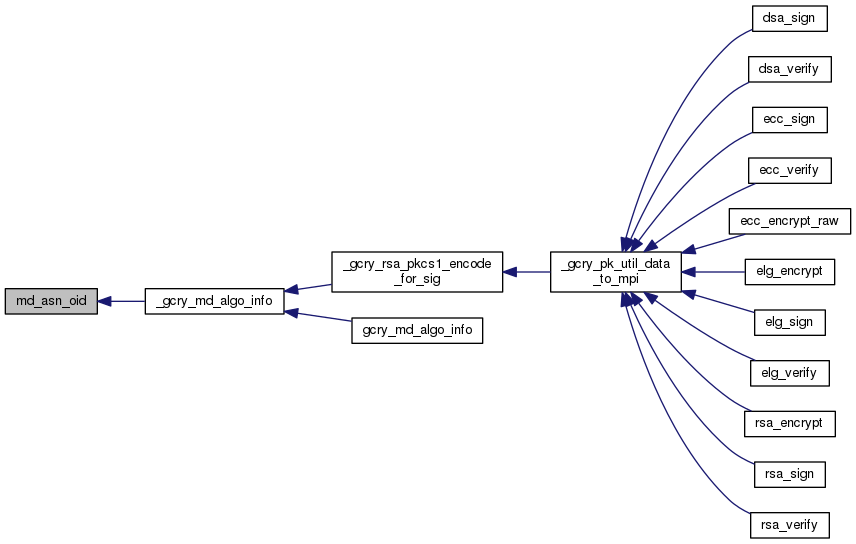 md_asn_oid
_gcry_md_algo_info
_gcry_rsa_pkcs1_encode
_for_sig
gcry_md_algo_info
_gcry_pk_util_data
_to_mpi
dsa_sign
dsa_verify
ecc_sign
ecc_verify
ecc_encrypt_raw
elg_encrypt
elg_sign
elg_verify
rsa_encrypt
rsa_sign
rsa_verify